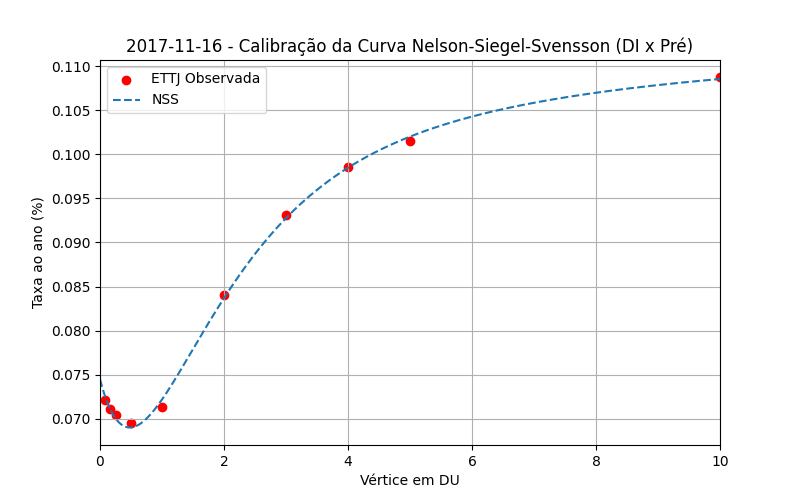 2017-11-16 - Calibração da Curva Nelson-Siegel-Svensson (DI x Pré)
ETTJ Observada
NSS
Taxa ao ano (%)
0.110
0.105
0.100
0.095
0.090
0.085
0.080
0.075
0.070
0 2 4 6 8 10
Vértice em DU